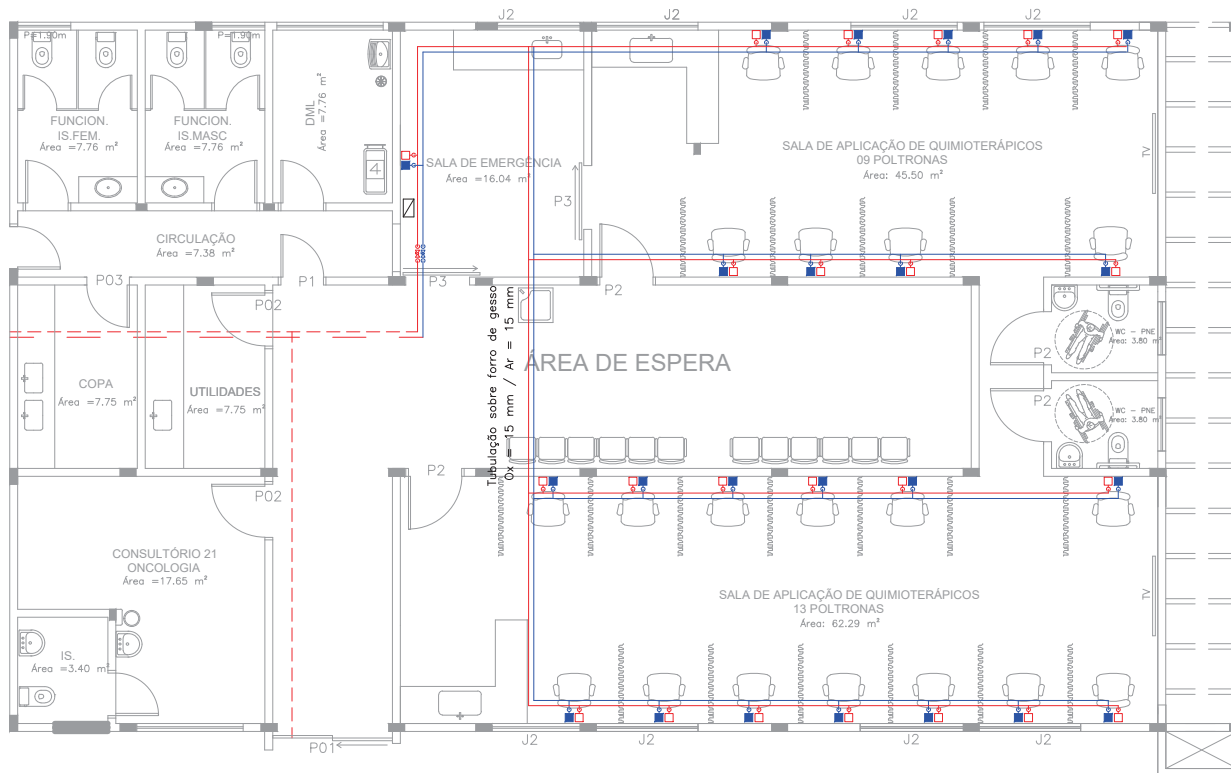 J2
J2
J2
J2
P=1.90m
P=1.90m
FUNCION.
IS.FEM.
Área =7.76 m²
FUNCION.
IS.MASC
Área =7.76 m²
DML
Área =7.76 m²
4
SALA DE EMERGÊNCIA
Área =16.04 m²
P3
SALA DE APLICAÇÃO DE QUIMIOTERÁPICOS
09 POLTRONAS
Área: 45.50 m²
TV
CIRCULAÇÃO
Área =7.38 m²
P03
P1
P3
P2
P02
Tubulação sobre forro de gesso
Ox = 15 mm / Ar = 15 mm
ÁREA DE ESPERA
COPA
Área =7.75 m²
UTILIDADES
Área =7.75 m²
P2
WC - PNE
Área: 3.80 m²
P2
WC - PNE
Área: 3.80 m²
P02
P2
CONSULTÓRIO 21
ONCOLOGIA
Área =17.65 m²
IS.
Área =3.40 m²
SALA DE APLICAÇÃO DE QUIMIOTERÁPICOS
13 POLTRONAS
Área: 62.29 m²
TV
P01
J2
J2
J2
J2